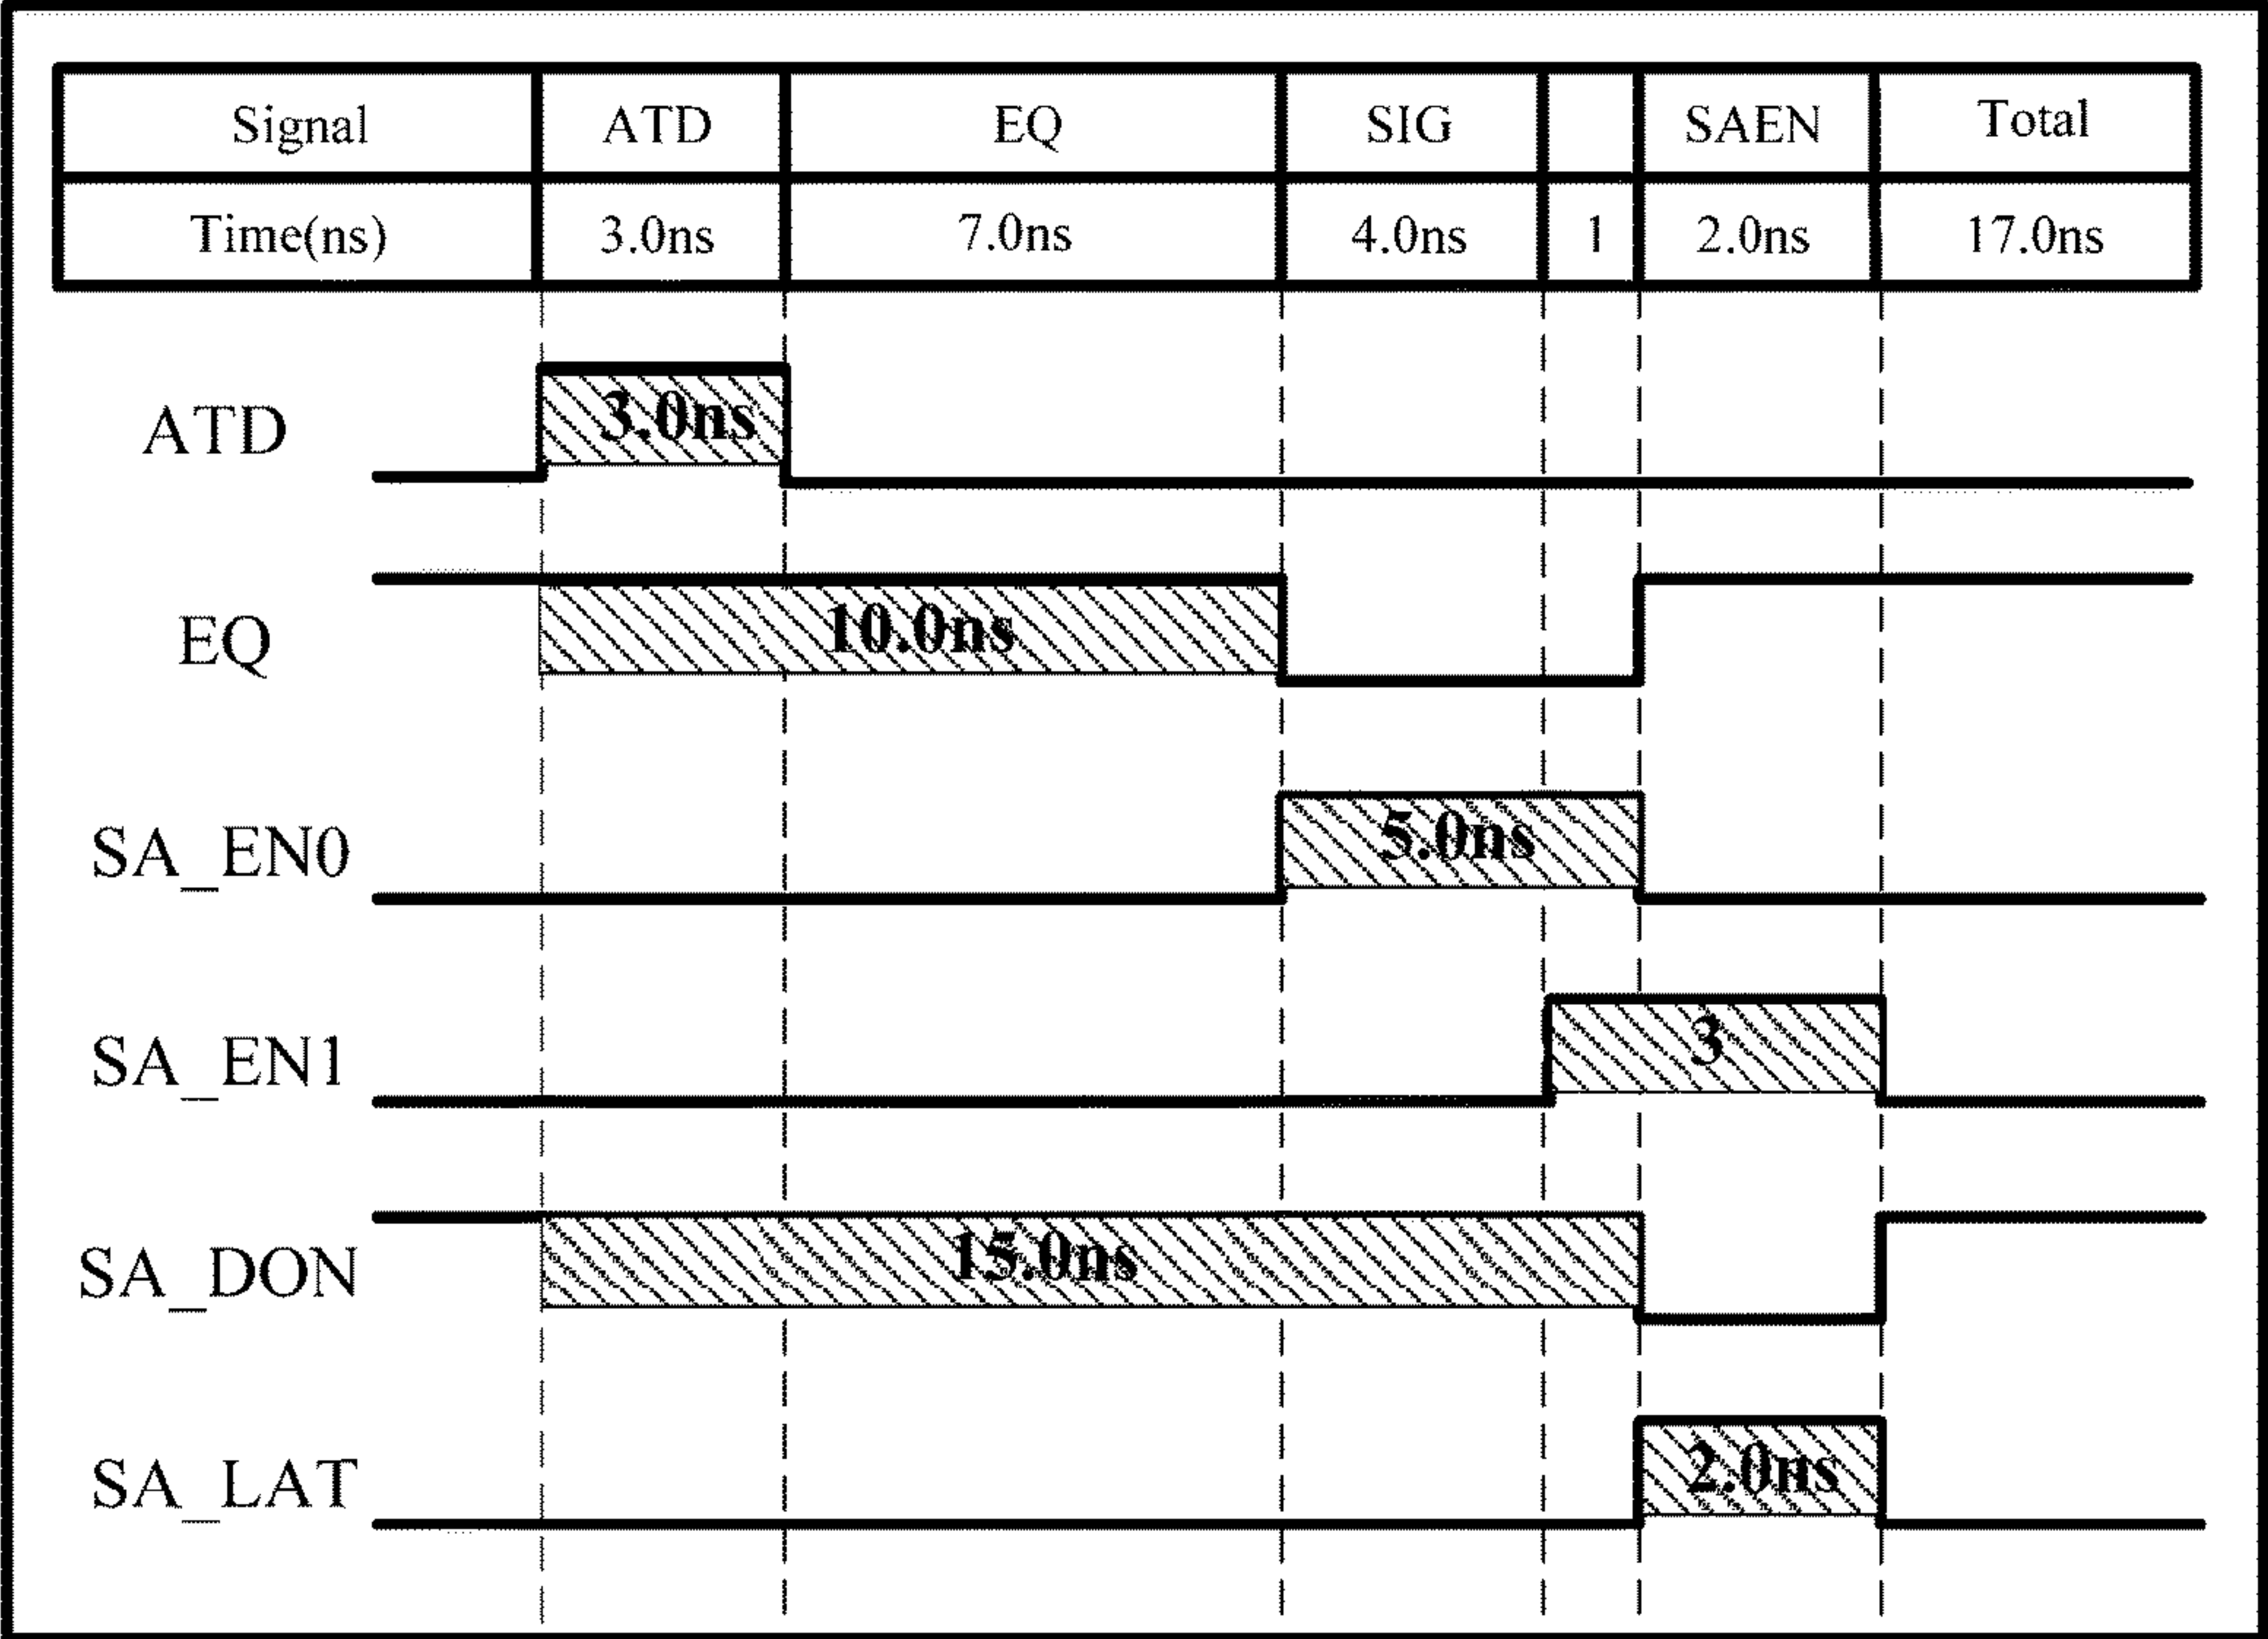 Signal ATD EQ SIG SAEN Total
Time(ns) 3.0ns 7.0ns 4.0ns 1 2.0ns 17.0ns
ATD 3.0ns
EQ 10.0ns
SA_EN0 5.0ns
SA_EN1 3
SA_DON 15.0ns
SA_LAT 2.0ns